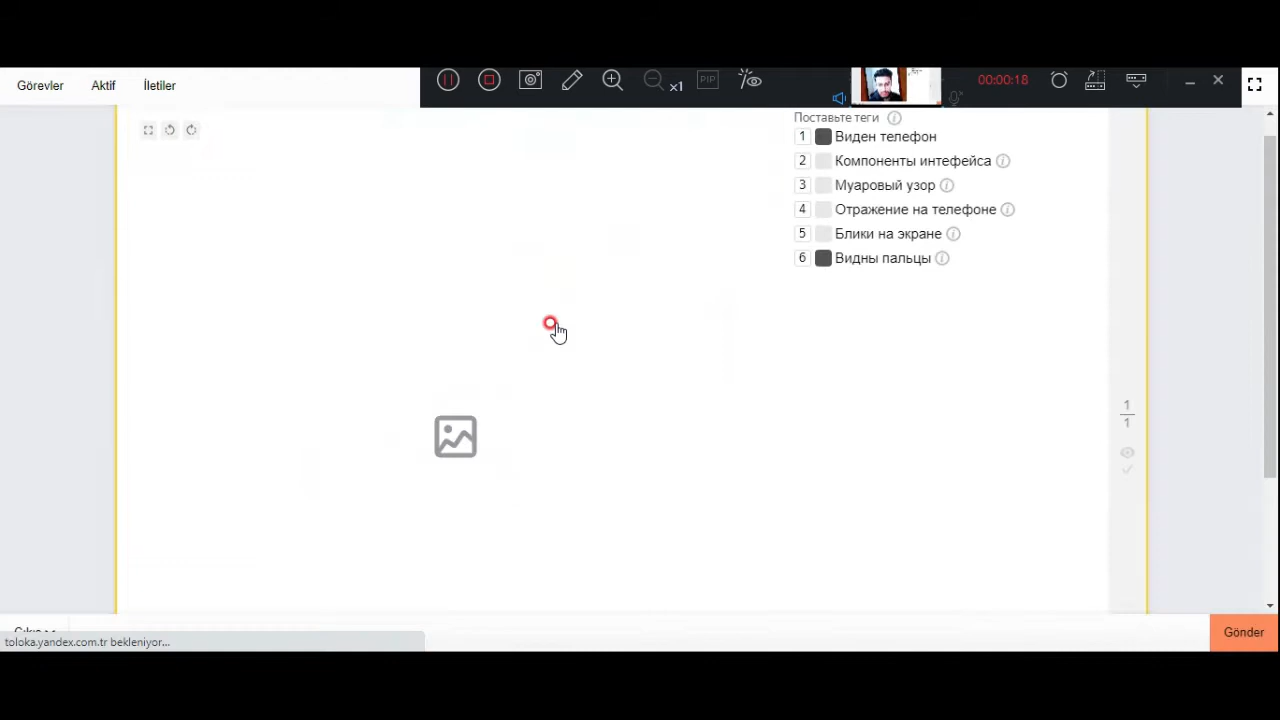 Görevler Aktif İletiler
x1 PIP 00:00:18
Поставьте теги
1 Виден телефон
2 Компоненты интефейса
3 Муаровый узор
4 Отражение на телефоне
5 Блики на экране
6 Видны пальцы
1
1
Gönder
toloka.yandex.com.tr bekleniyor...